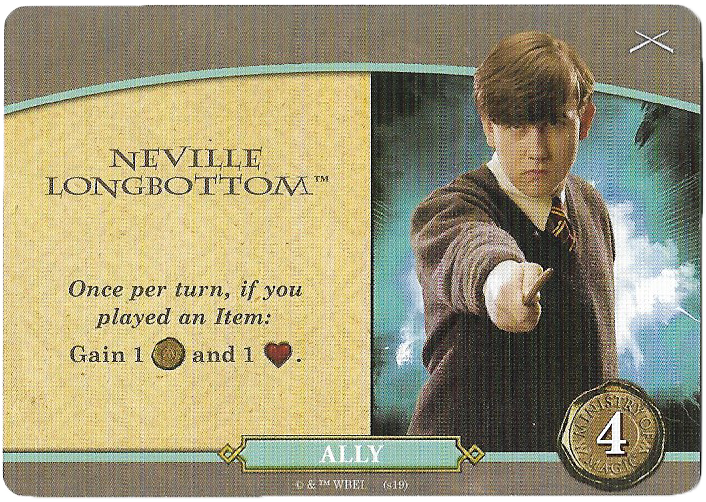 NEVILLE
LONGBOTTOM™
Once per turn, if you
played an Item:
Gain 1 and 1 .
4
MINISTRY OF
MAGIC
ALLY
© & ™ WBEI. (s19)